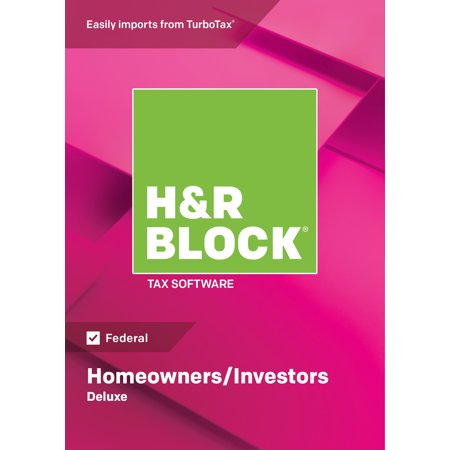 Easily imports from TurboTax®
H&R
BLOCK®
TAX SOFTWARE
Federal
Homeowners/Investors
Deluxe